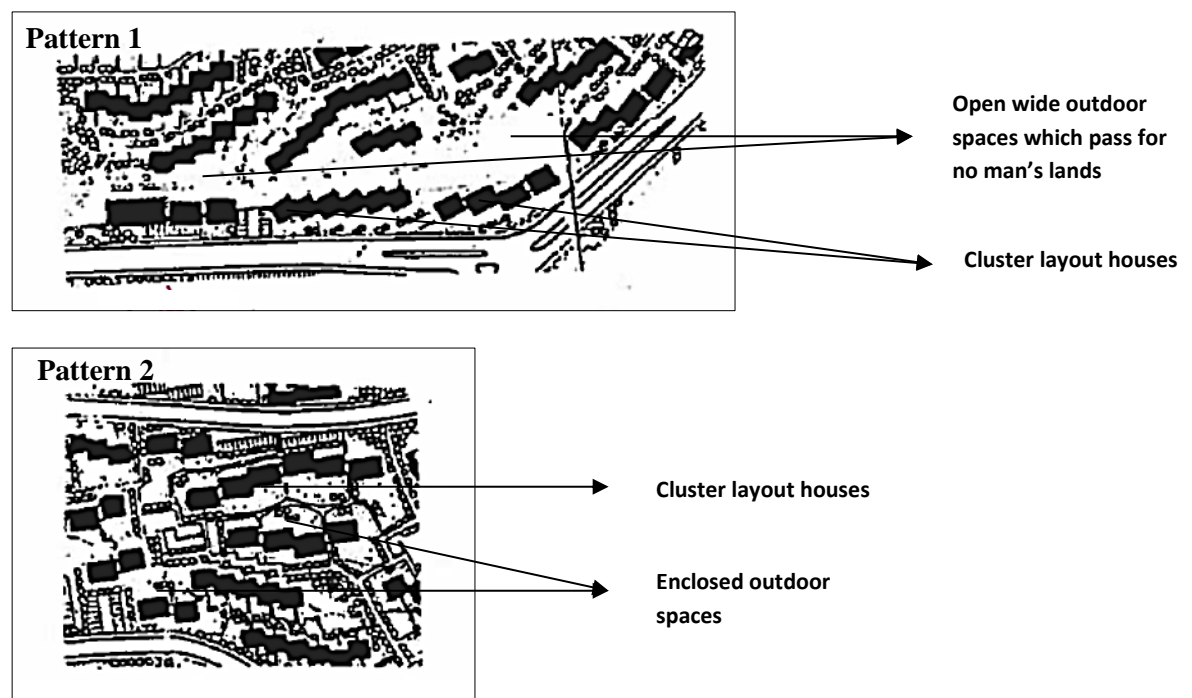 Pattern 1
Open wide outdoor
spaces which pass for
no man's lands
Cluster layout houses
Pattern 2
Cluster layout houses
Enclosed outdoor
spaces